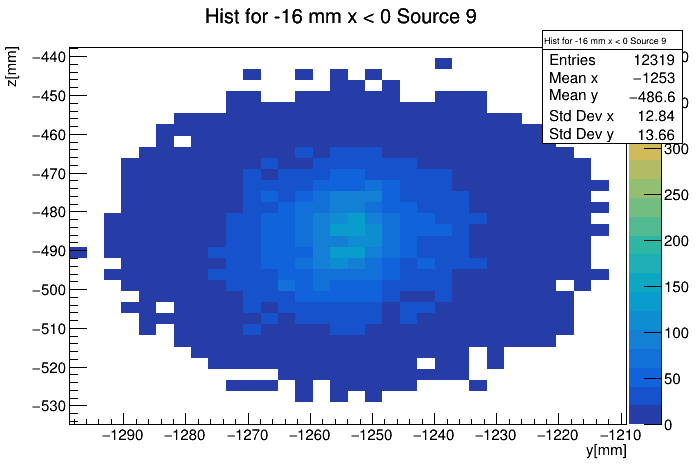 Hist for -16 mm x < 0 Source 9
z[mm]
Hist for -16 mm x < 0 Source 9
Entries 12319
Mean x −1253
Mean y −486.6
Std Dev x 12.84
Std Dev y 13.66
−440
−450
−460
−470
−480
−490
−500
−510
−520
−530
−1290 −1280 −1270 −1260 −1250 −1240 −1230 −1220 −1210
y[mm]
300
250
200
150
100
50
0